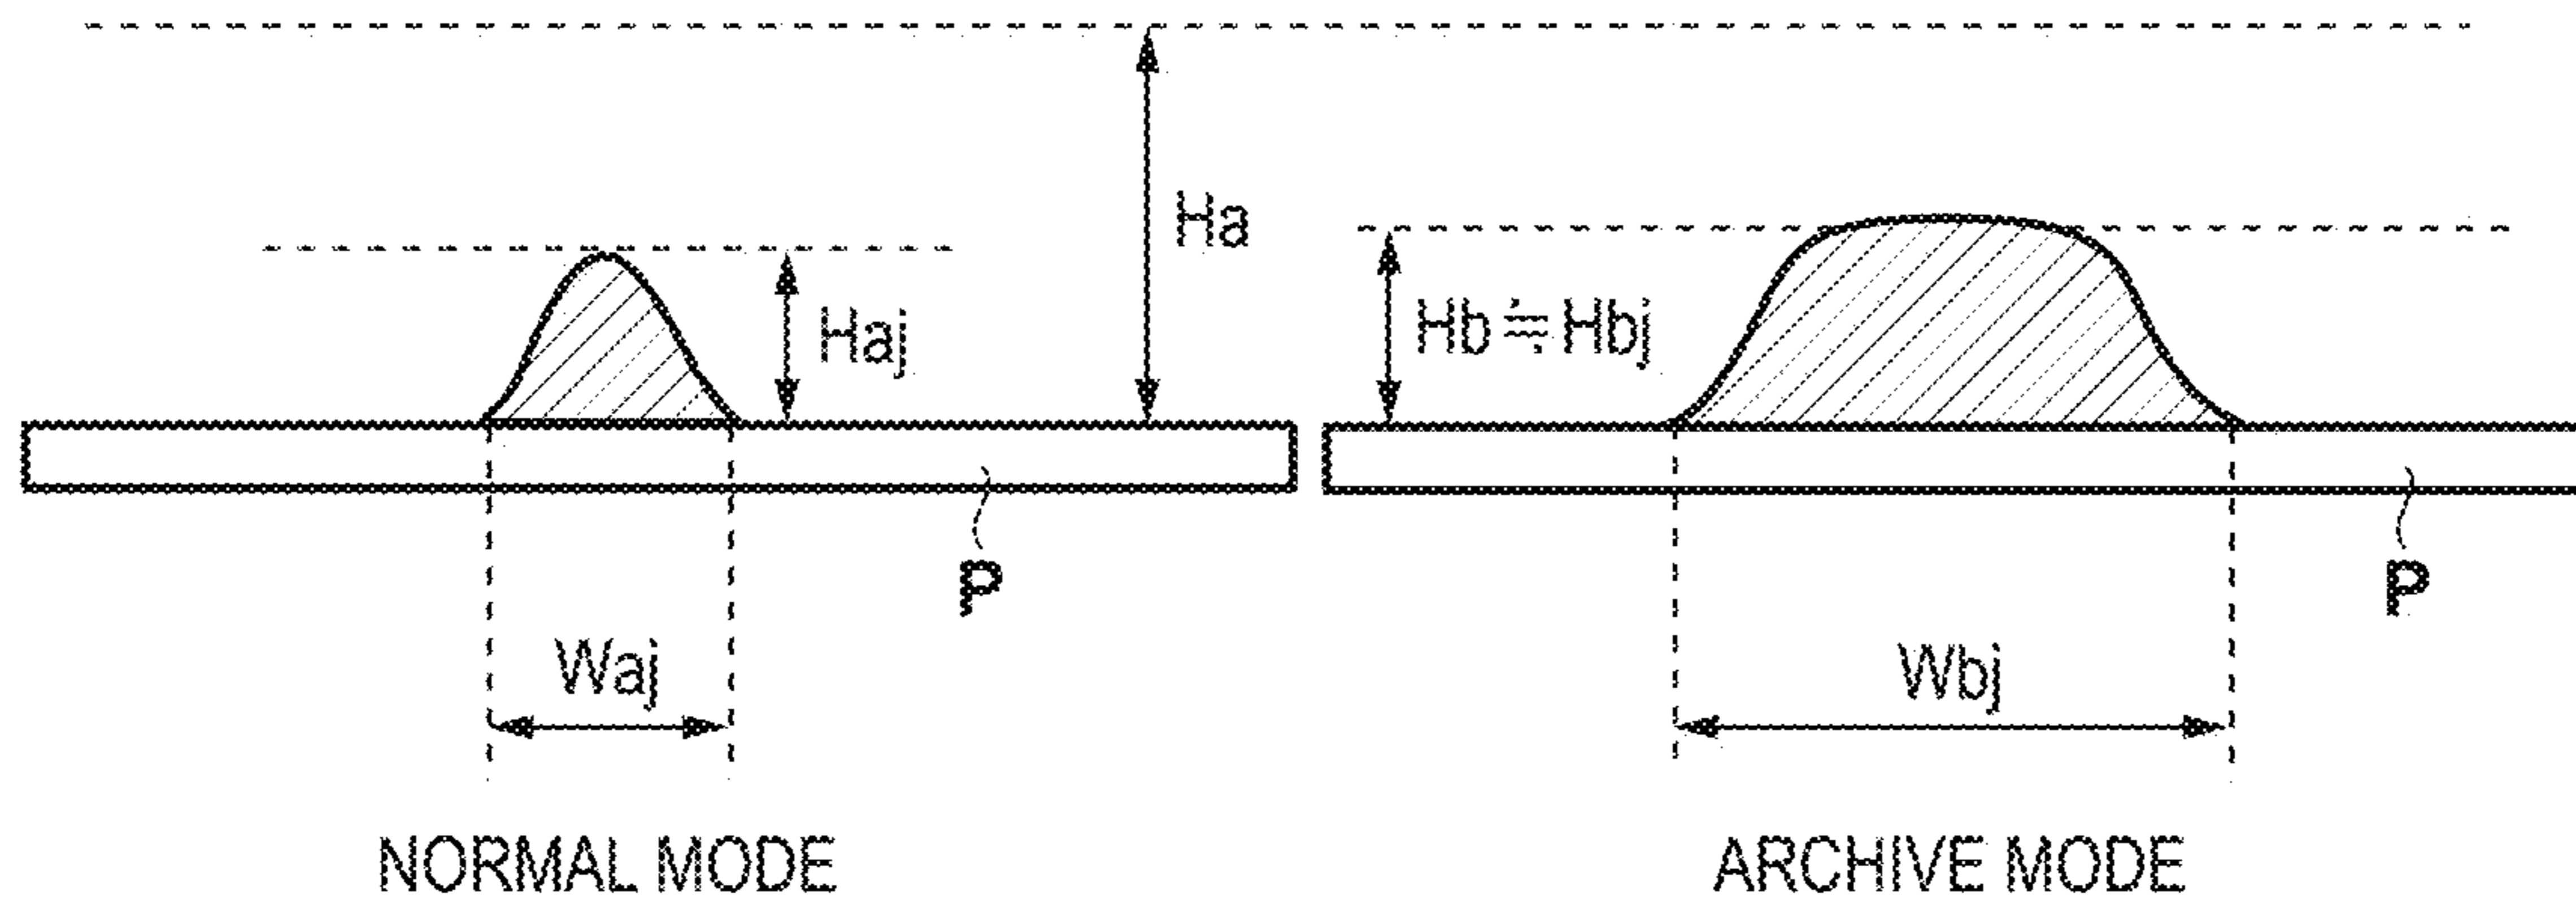 Ha
Haj
Hb≒Hbj
P
P
Waj
Wbj
NORMAL MODE
ARCHIVE MODE